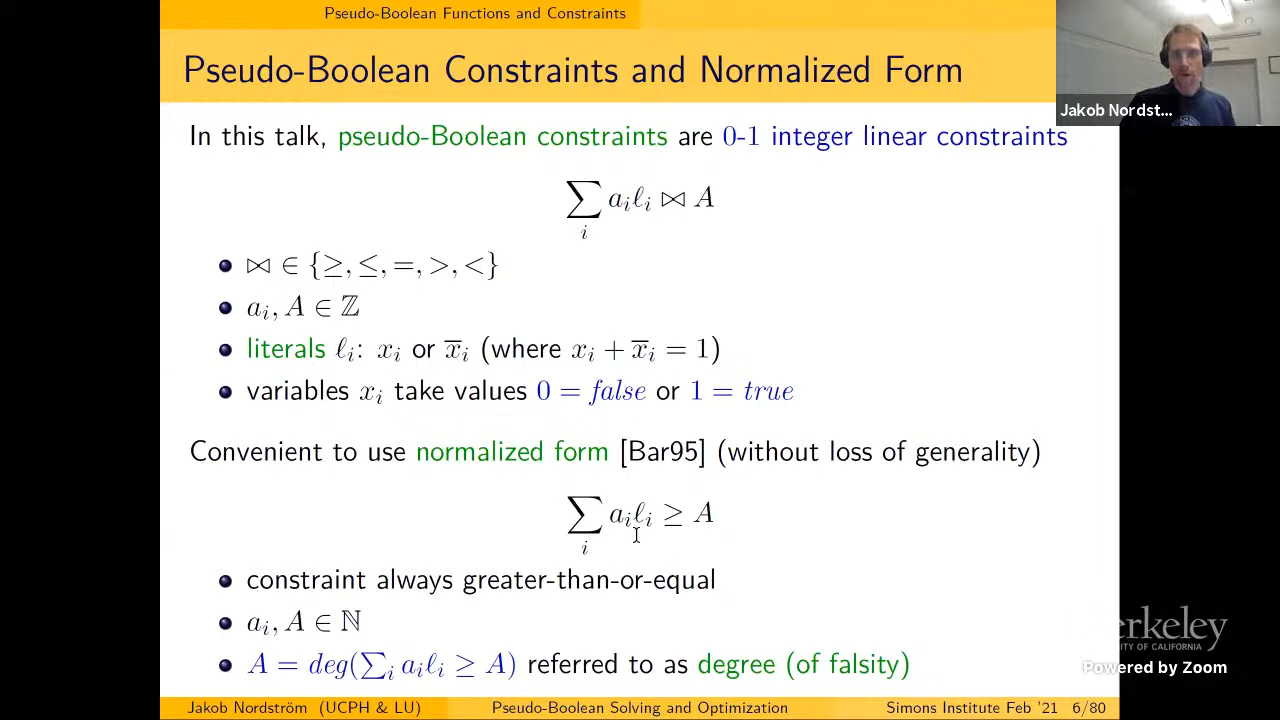 Pseudo-Boolean Functions and Constraints
Pseudo-Boolean Constraints and Normalized Form
Jakob Nordst...
In this talk, pseudo-Boolean constraints are 0-1 integer linear constraints
∑_i a_i ℓ_i ⋈ A
• ⋈ ∈ {≥, ≤, =, >, <}
• a_i, A ∈ ℤ
• literals ℓ_i: x_i or x̅_i (where x_i + x̅_i = 1)
• variables x_i take values 0 = false or 1 = true
Convenient to use normalized form [Bar95] (without loss of generality)
∑_i a_i ℓ_i ≥ A
• constraint always greater-than-or-equal
• a_i, A ∈ ℕ
• A = deg(∑_i a_i ℓ_i ≥ A) referred to as degree (of falsity)
Powered by Zoom
Jakob Nordström (UCPH & LU) Pseudo-Boolean Solving and Optimization Simons Institute Feb '21 6/80